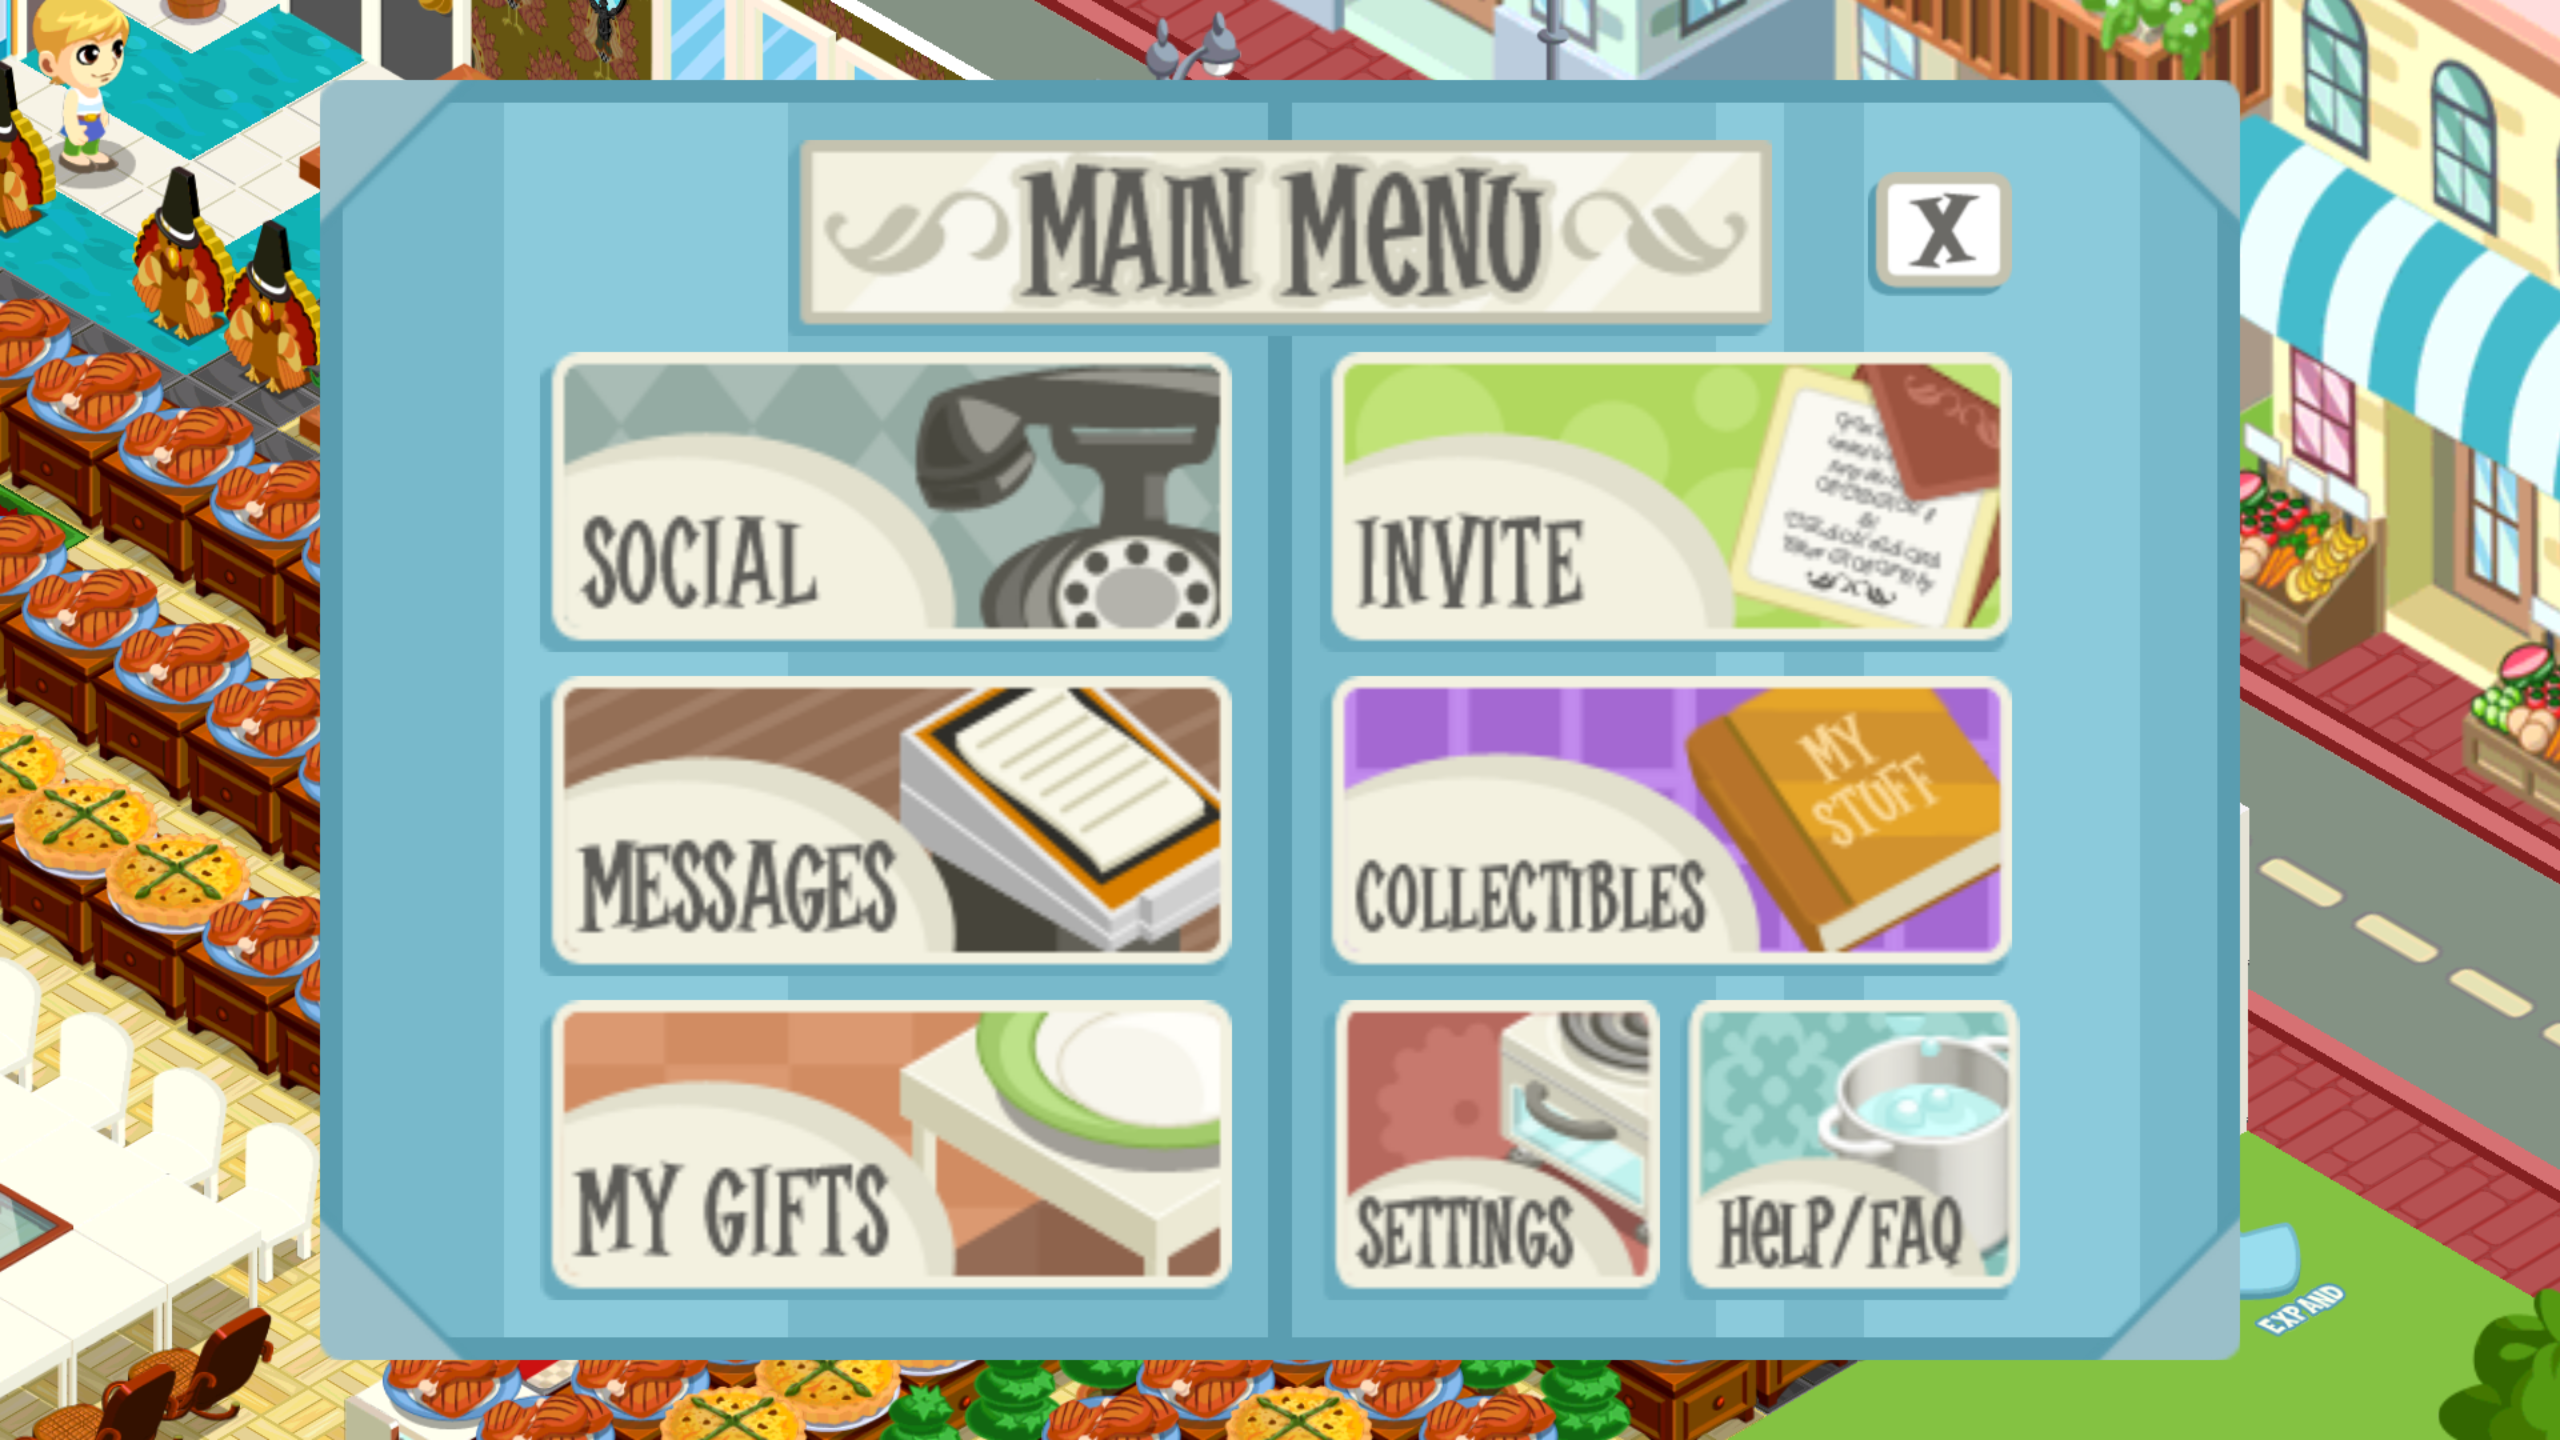 MAIN MENU
X
SOCIAL
INVITE
MESSAGES
MY
STUFF
COLLECTIBLES
MY GIFTS
SETTINGS
HELP/FAQ
EXPAND